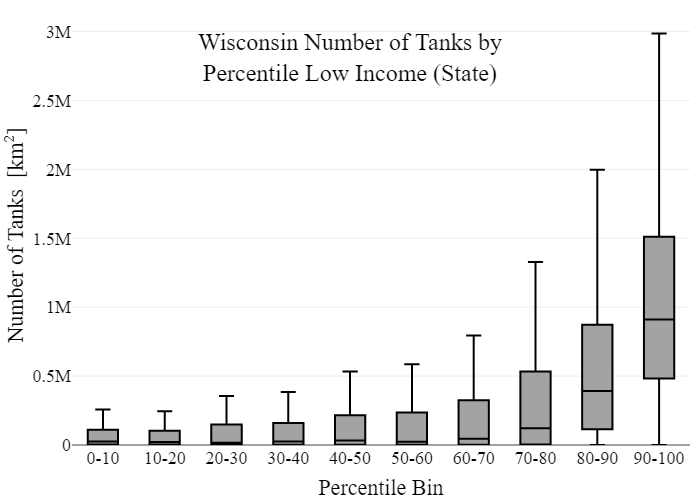 Wisconsin Number of Tanks by
Percentile Low Income (State)
Number of Tanks [km²]
3M
2.5M
2M
1.5M
1M
0.5M
0
0-10 10-20 20-30 30-40 40-50 50-60 60-70 70-80 80-90 90-100
Percentile Bin